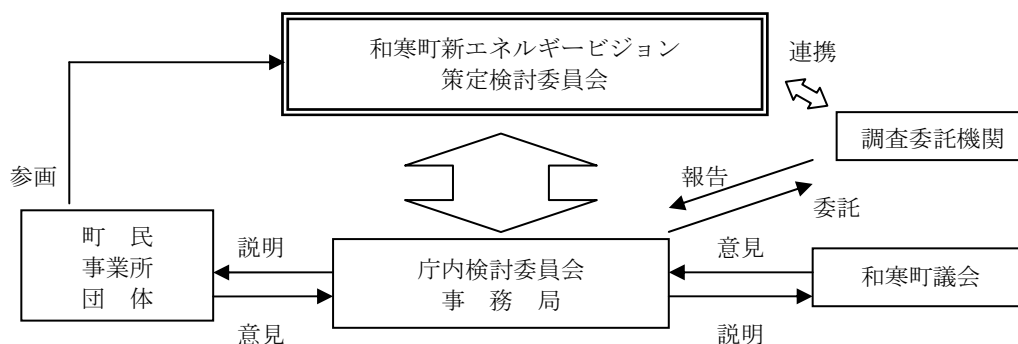 和寒町新エネルギービジョン
策定検討委員会
連携
調査委託機関
参画
報告
委託
町　民
事業所
団　体
説明
意見
庁内検討委員会
事　務　局
意見
説明
和寒町議会